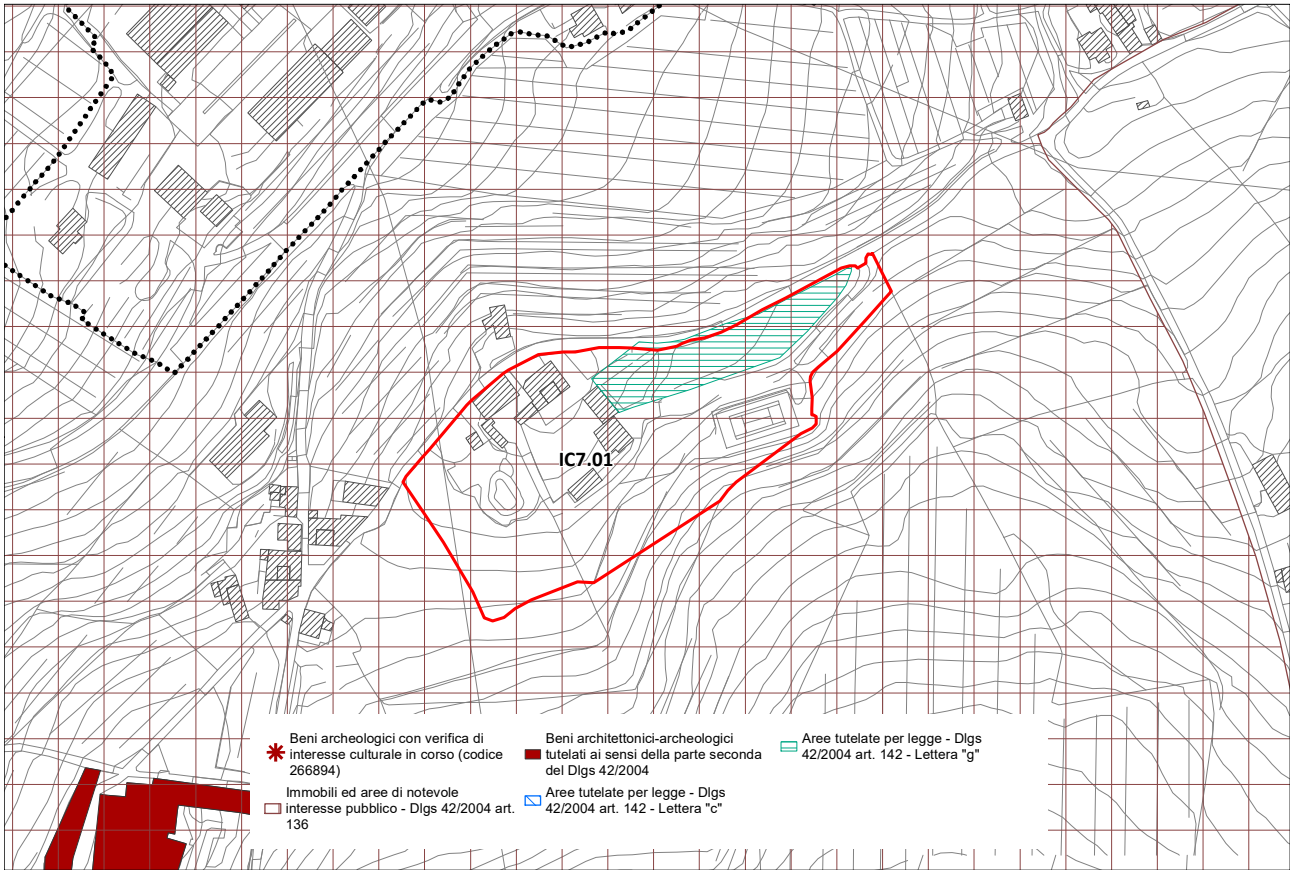 IC7.01
Beni archeologici con verifica di
interesse culturale in corso (codice
266894)
Immobili ed aree di notevole
interesse pubblico - Dlgs 42/2004 art.
136
Beni architettonici-archeologici
tutelati ai sensi della parte seconda
del Dlgs 42/2004
Aree tutelate per legge - Dlgs
42/2004 art. 142 - Lettera "c"
Aree tutelate per legge - Dlgs
42/2004 art. 142 - Lettera "g"